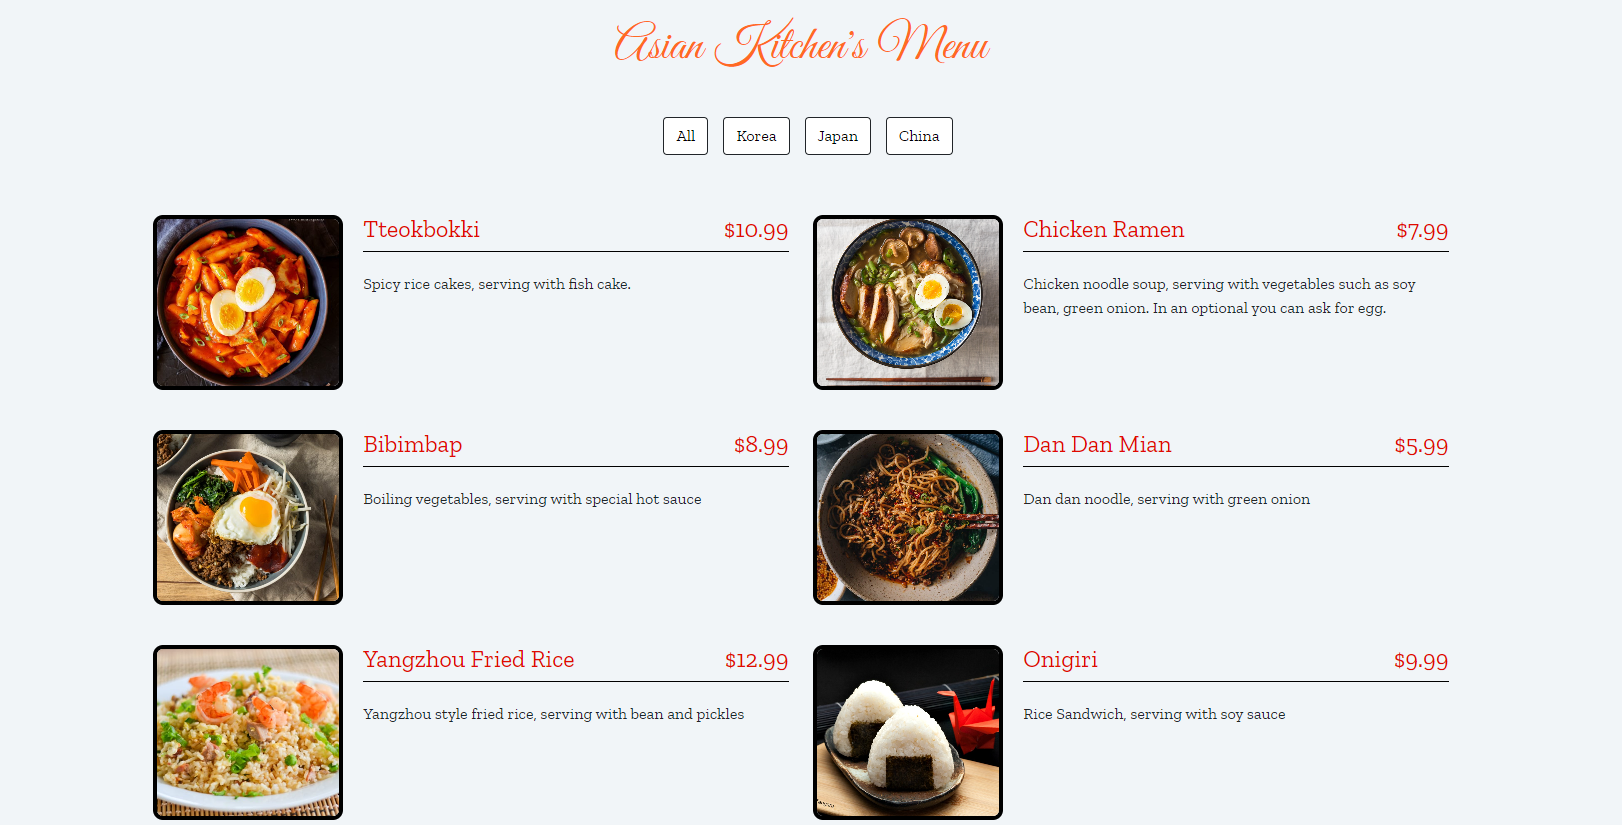 Asian Kitchen's Menu
All Korea Japan China
Tteokbokki $10.99
Spicy rice cakes, serving with fish cake.
Chicken Ramen $7.99
Chicken noodle soup, serving with vegetables such as soy
bean, green onion. In an optional you can ask for egg.
Bibimbap $8.99
Boiling vegetables, serving with special hot sauce
Dan Dan Mian $5.99
Dan dan noodle, serving with green onion
Yangzhou Fried Rice $12.99
Yangzhou style fried rice, serving with bean and pickles
Onigiri $9.99
Rice Sandwich, serving with soy sauce